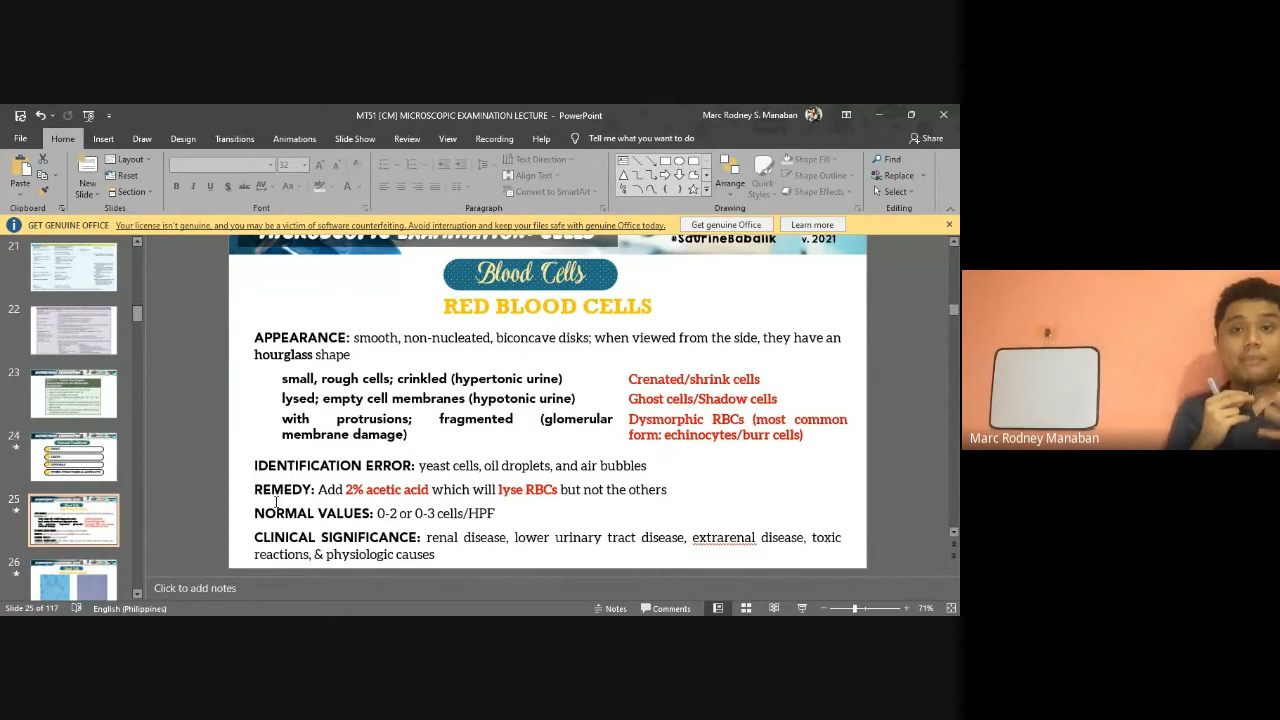 MT51 [CM] MICROSCOPIC EXAMINATION LECTURE - PowerPoint
Marc Rodney S. Manaban
File Home Insert Draw Design Transitions Animations Slide Show Review View Recording Help Tell me what you want to do
Share
Paste
Clipboard
New Slide
Layout
Reset
Section
Slides
32
B I U S abc AV Aa A
Font
Text Direction
Align Text
Convert to SmartArt
Paragraph
Arrange
Quick Styles
Shape Fill
Shape Outline
Shape Effects
Drawing
Find
Replace
Select
Editing
GET GENUINE OFFICE Your license isn't genuine, and you may be a victim of software counterfeiting. Avoid interruption and keep your files safe with genuine Office today. Get genuine Office Learn more
21
22
23
24
25
26
#SaUrineBabalik v. 2021
Blood Cells
RED BLOOD CELLS
APPEARANCE: smooth, non-nucleated, biconcave disks; when viewed from the side, they have an
hourglass shape
small, rough cells; crinkled (hypertonic urine) Crenated/shrink cells
lysed; empty cell membranes (hypotonic urine) Ghost cells/Shadow cells
with protrusions; fragmented (glomerular Dysmorphic RBCs (most common
membrane damage) form: echinocytes/burr cells)
IDENTIFICATION ERROR: yeast cells, oil droplets, and air bubbles
REMEDY: Add 2% acetic acid which will lyse RBCs but not the others
NORMAL VALUES: 0-2 or 0-3 cells/HPF
CLINICAL SIGNIFICANCE: renal disease, lower urinary tract disease, extrarenal disease, toxic
reactions, & physiologic causes
Click to add notes
Slide 25 of 117 English (Philippines) Notes Comments 71%
Marc Rodney Manaban